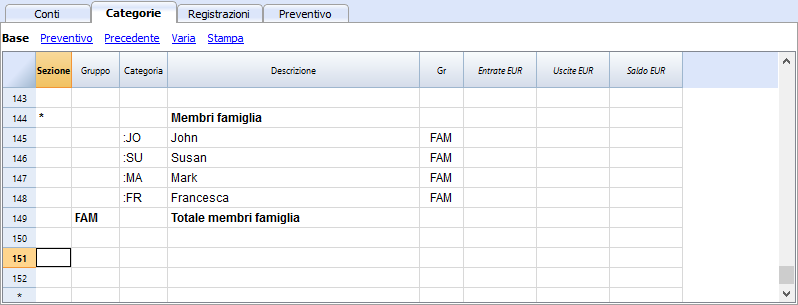 Conti Categorie Registrazioni Preventivo
Base Preventivo Precedente Varia Stampa
Sezione Gruppo Categoria Descrizione Gr Entrate EUR Uscite EUR Saldo EUR
143
144 * Membri famiglia
145 :JO John FAM
146 :SU Susan FAM
147 :MA Mark FAM
148 :FR Francesca FAM
149 FAM Totale membri famiglia
150
151
152
*